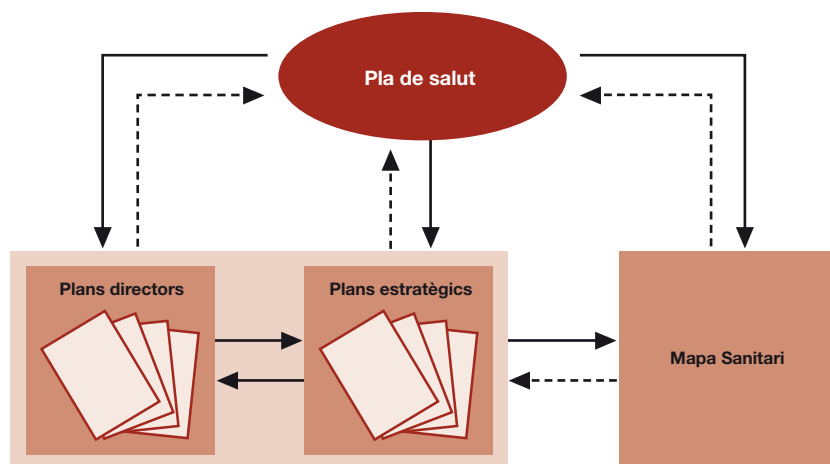 Pla de salut
Plans directors
Plans estratègics
Mapa Sanitari